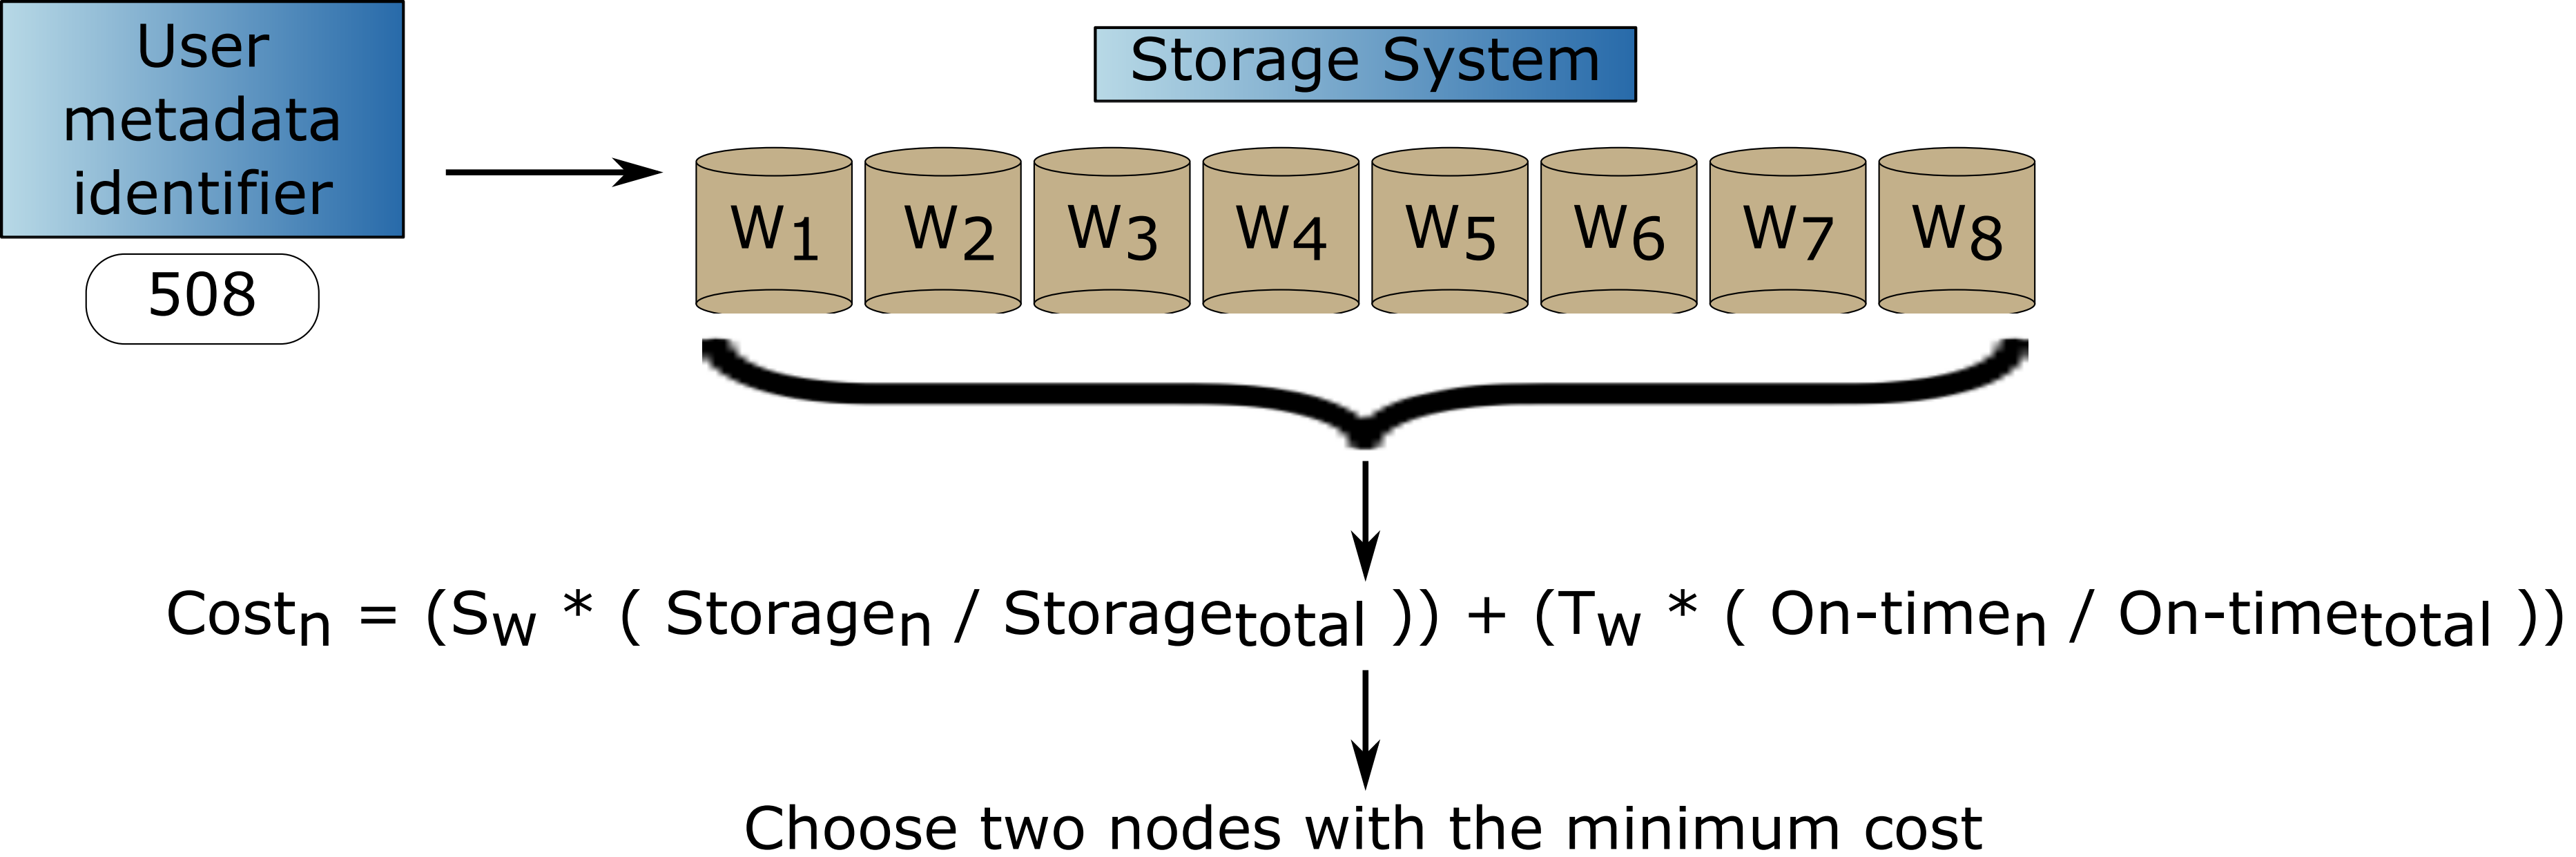 User
metadata
identifier
508
Storage System
W1 W2 W3 W4 W5 W6 W7 W8
Costn = (Sw * ( Storagen / Storagetotal )) + (Tw * ( On-timen / On-timetotal ))
Choose two nodes with the minimum cost